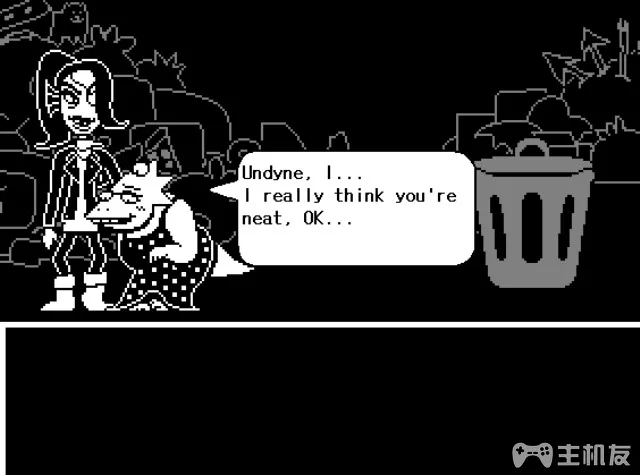 Undyne, I...
I really think you're
neat, OK...
主机友